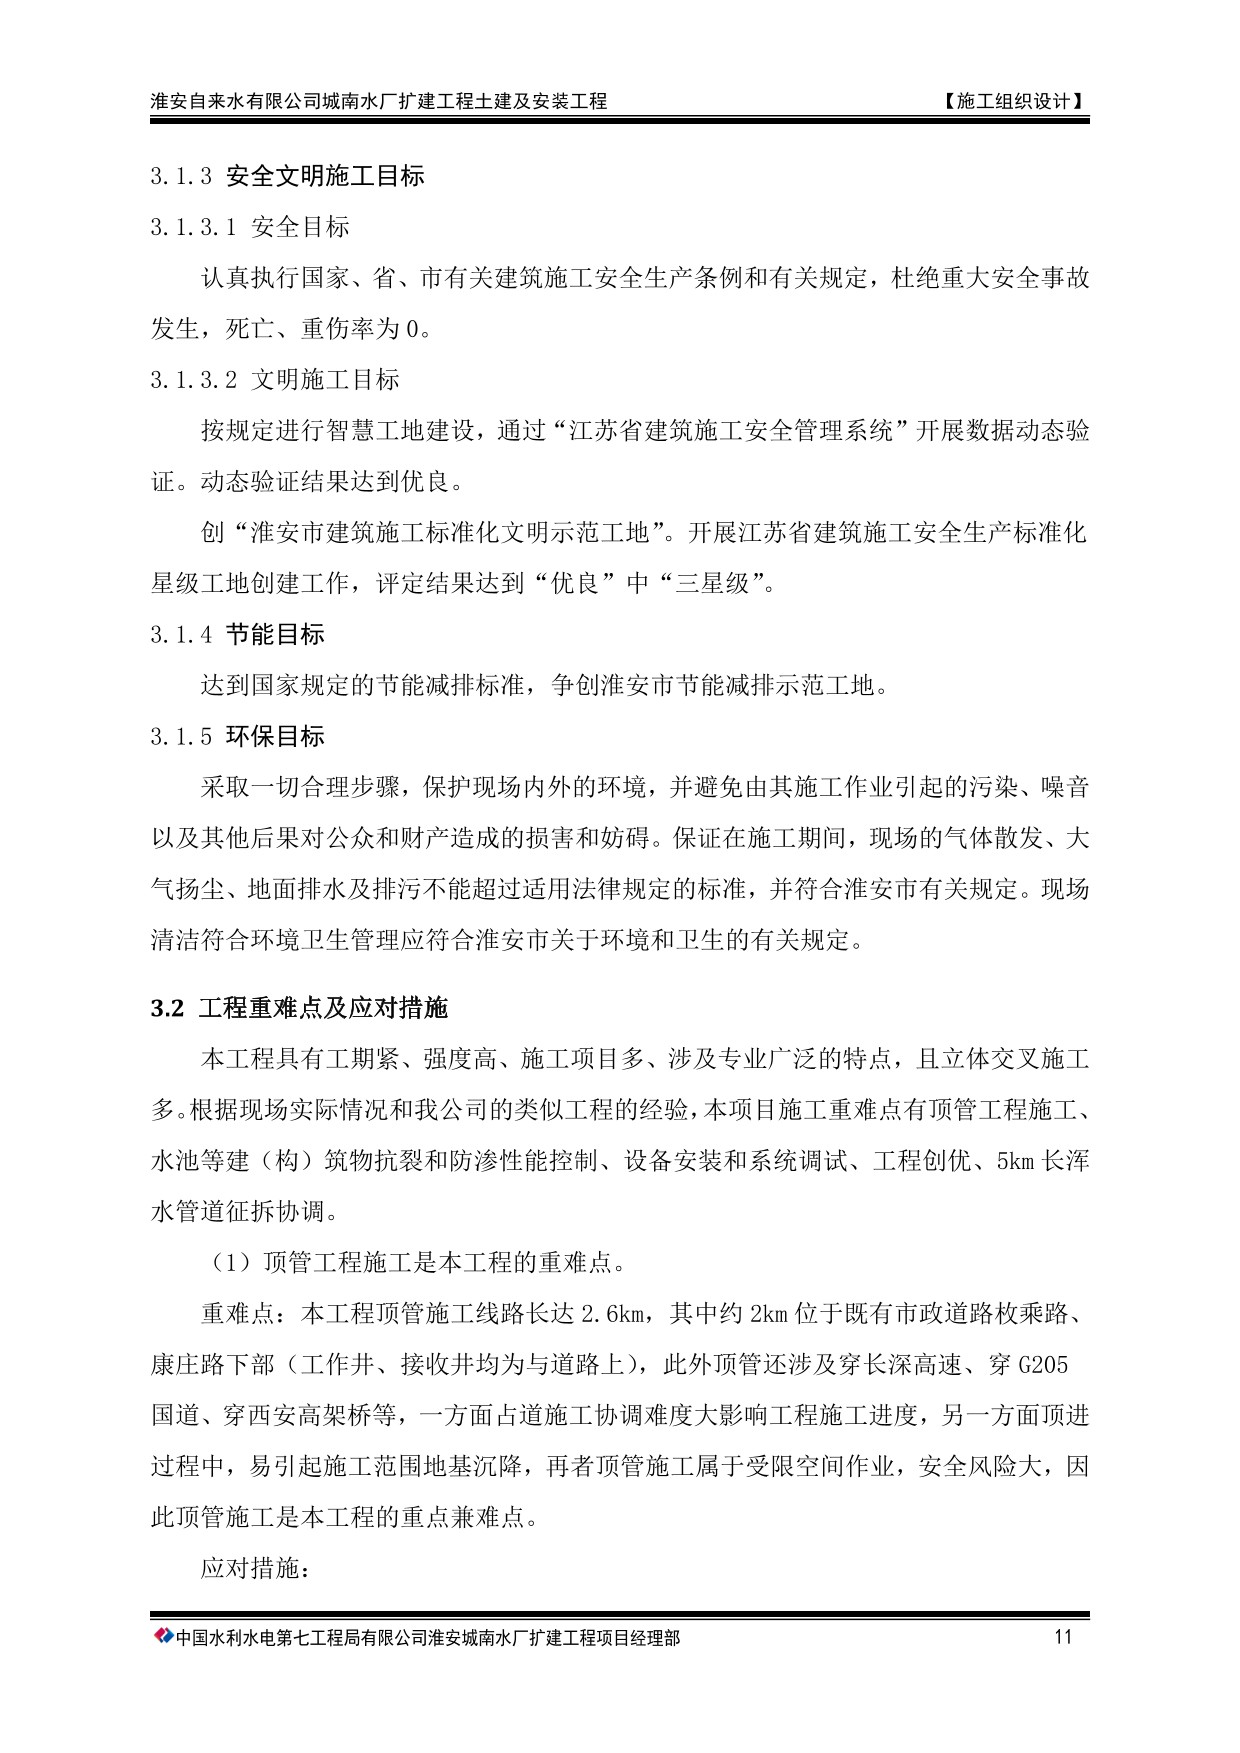 淮安自来水有限公司城南水厂扩建工程土建及安装工程 【施工组织设计】
3.1.3 安全文明施工目标
3.1.3.1 安全目标
认真执行国家、省、市有关建筑施工安全生产条例和有关规定，杜绝重大安全事故
发生，死亡、重伤率为 0。
3.1.3.2 文明施工目标
按规定进行智慧工地建设，通过“江苏省建筑施工安全管理系统”开展数据动态验
证。动态验证结果达到优良。
创“淮安市建筑施工标准化文明示范工地”。开展江苏省建筑施工安全生产标准化
星级工地创建工作，评定结果达到“优良”中“三星级”。
3.1.4 节能目标
达到国家规定的节能减排标准，争创淮安市节能减排示范工地。
3.1.5 环保目标
采取一切合理步骤，保护现场内外的环境，并避免由其施工作业引起的污染、噪音
以及其他后果对公众和财产造成的损害和妨碍。保证在施工期间，现场的气体散发、大
气扬尘、地面排水及排污不能超过适用法律规定的标准，并符合淮安市有关规定。现场
清洁符合环境卫生管理应符合淮安市关于环境和卫生的有关规定。
3.2 工程重难点及应对措施
本工程具有工期紧、强度高、施工项目多、涉及专业广泛的特点，且立体交叉施工
多。根据现场实际情况和我公司的类似工程的经验，本项目施工重难点有顶管工程施工、
水池等建（构）筑物抗裂和防渗性能控制、设备安装和系统调试、工程创优、5km 长浑
水管道征拆协调。
（1）顶管工程施工是本工程的重难点。
重难点：本工程顶管施工线路长达 2.6km，其中约 2km 位于既有市政道路枚乘路、
康庄路下部（工作井、接收井均为与道路上），此外顶管还涉及穿长深高速、穿 G205
国道、穿西安高架桥等，一方面占道施工协调难度大影响工程施工进度，另一方面顶进
过程中，易引起施工范围地基沉降，再者顶管施工属于受限空间作业，安全风险大，因
此顶管施工是本工程的重点兼难点。
应对措施：
中国水利水电第七工程局有限公司淮安城南水厂扩建工程项目经理部 11